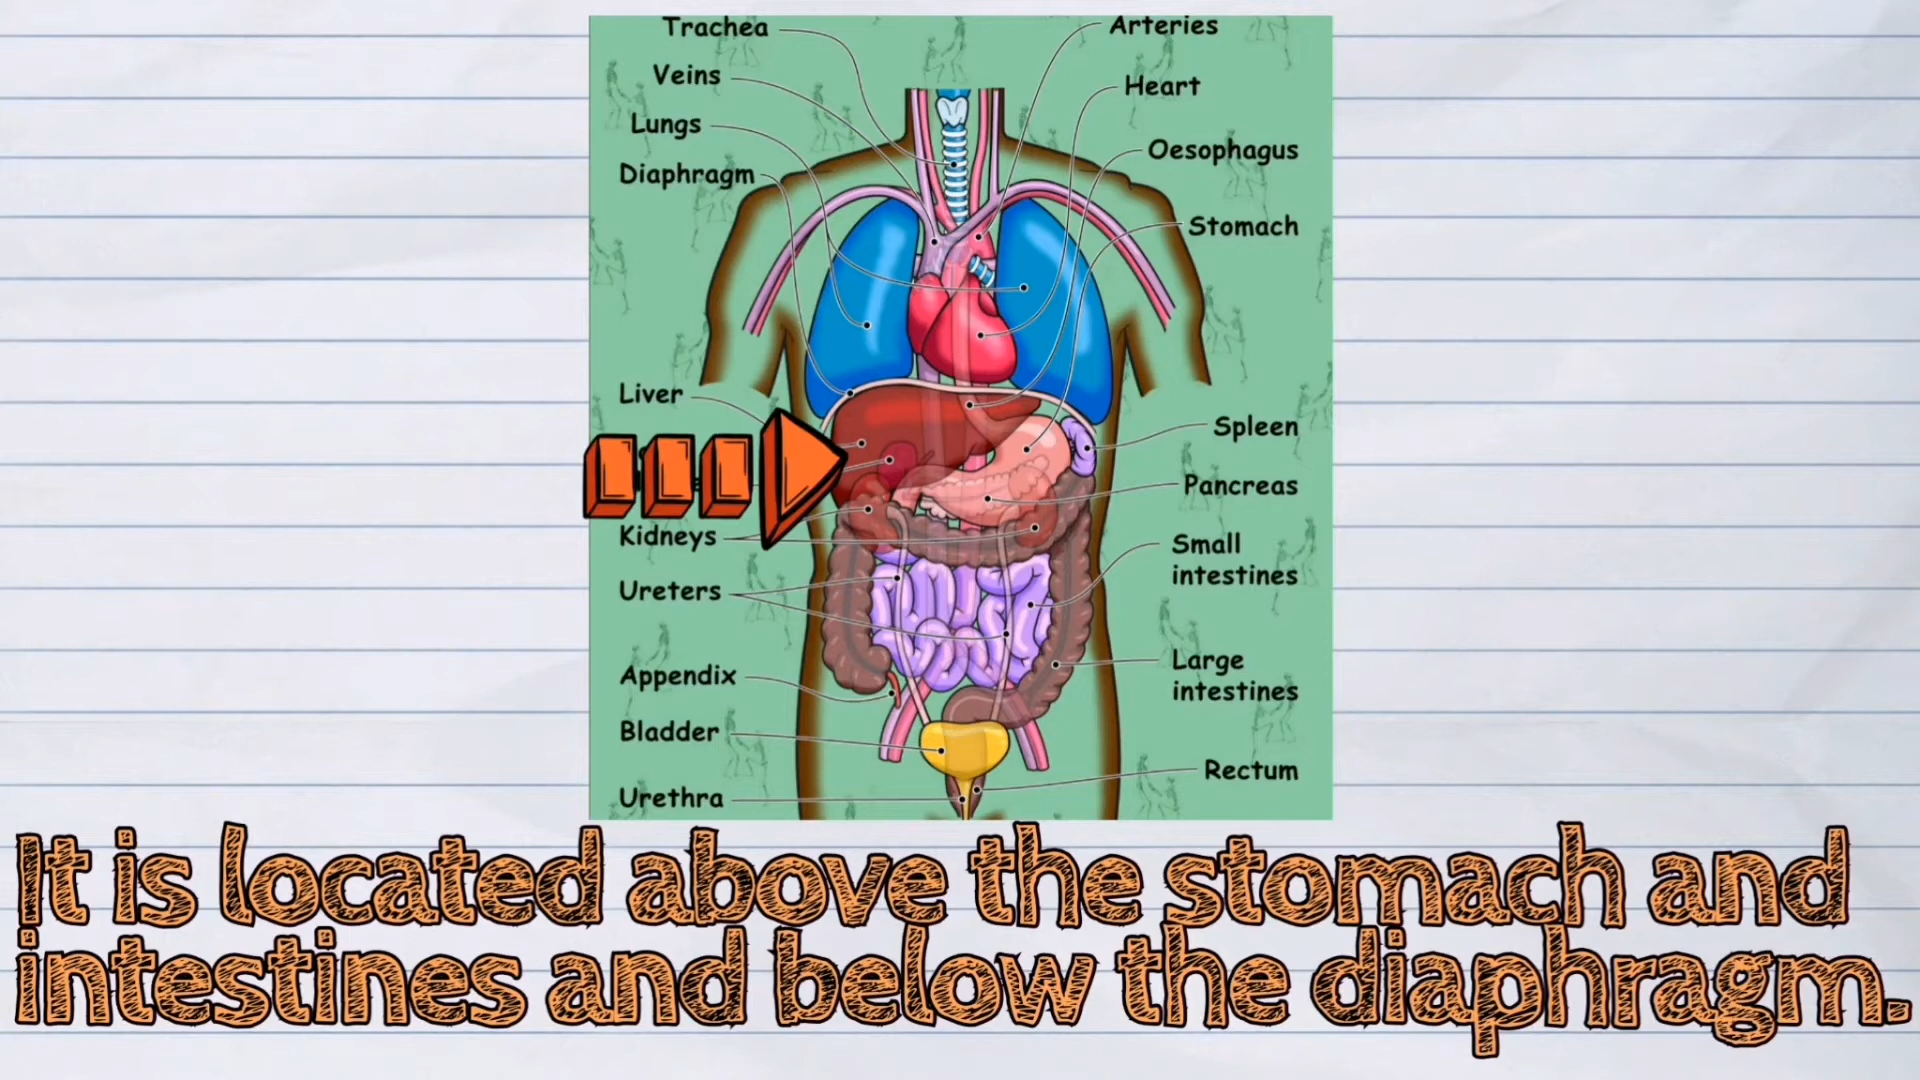 Trachea
Veins
Lungs
Diaphragm
Liver
Kidneys
Ureters
Appendix
Bladder
Urethra
Arteries
Heart
Oesophagus
Stomach
Spleen
Pancreas
Small
intestines
Large
intestines
Rectum
It is located above the stomach and
intestines and below the diaphragm.